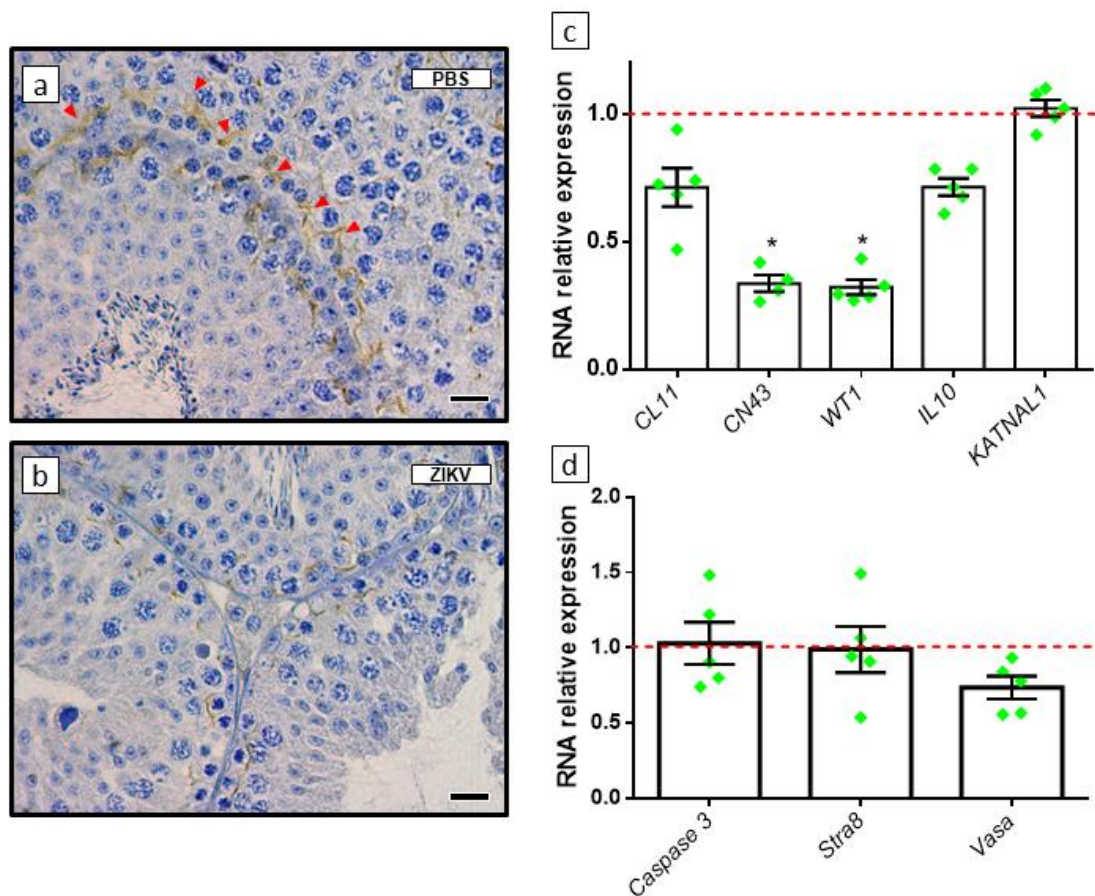 a
PBS
b
ZIKV
c
RNA relative expression
1.0
0.5
0.0
*
*
CL11
CN43
WT1
IL10
KATNAL1
d
RNA relative expression
2.0
1.5
1.0
0.5
0.0
Caspase 3
Stra8
Vasa